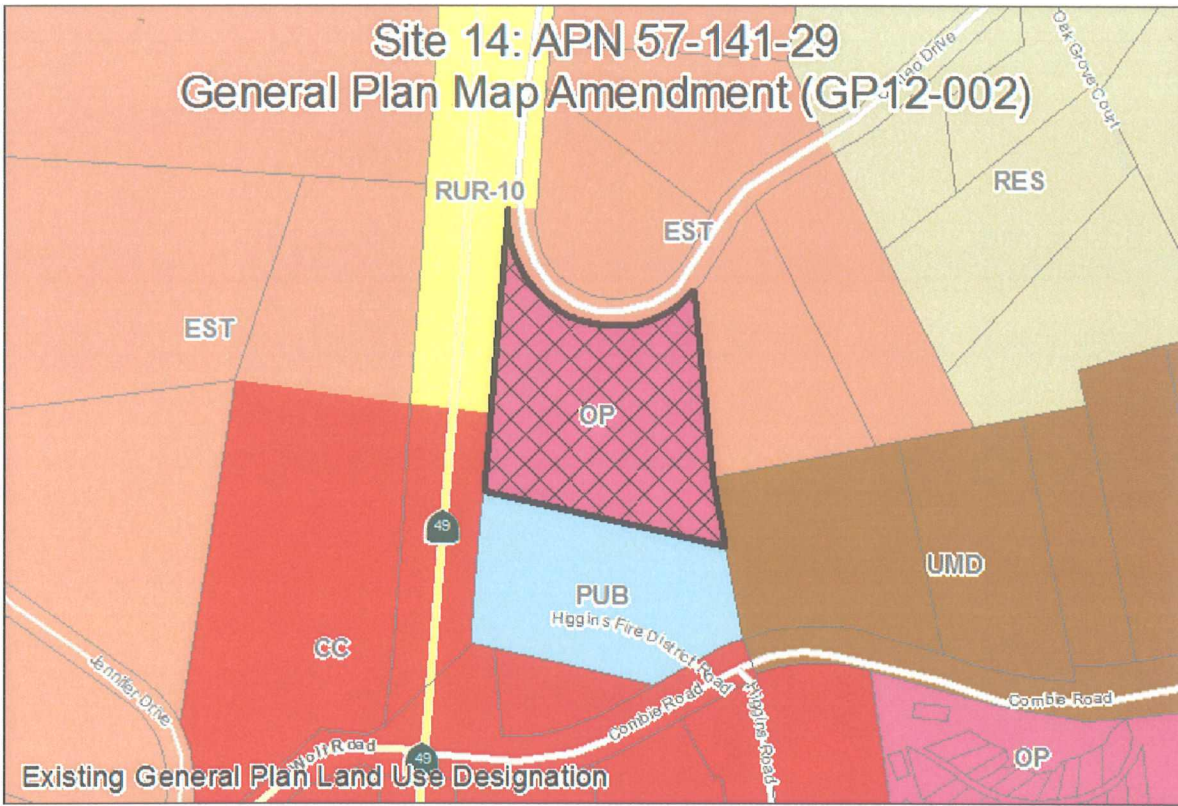 Site 14: APN 57-141-29
General Plan Map Amendment (GP12-002)
Drive
Oak Grove Court
RUR-10
RES
EST
EST
OP
49
UMD
PUB
Higgins Fire District Road
CC
Jennifer Drive
Combie Road
Higgins Road
Combie Road
Wolf Road
49
OP
Existing General Plan Land Use Designation